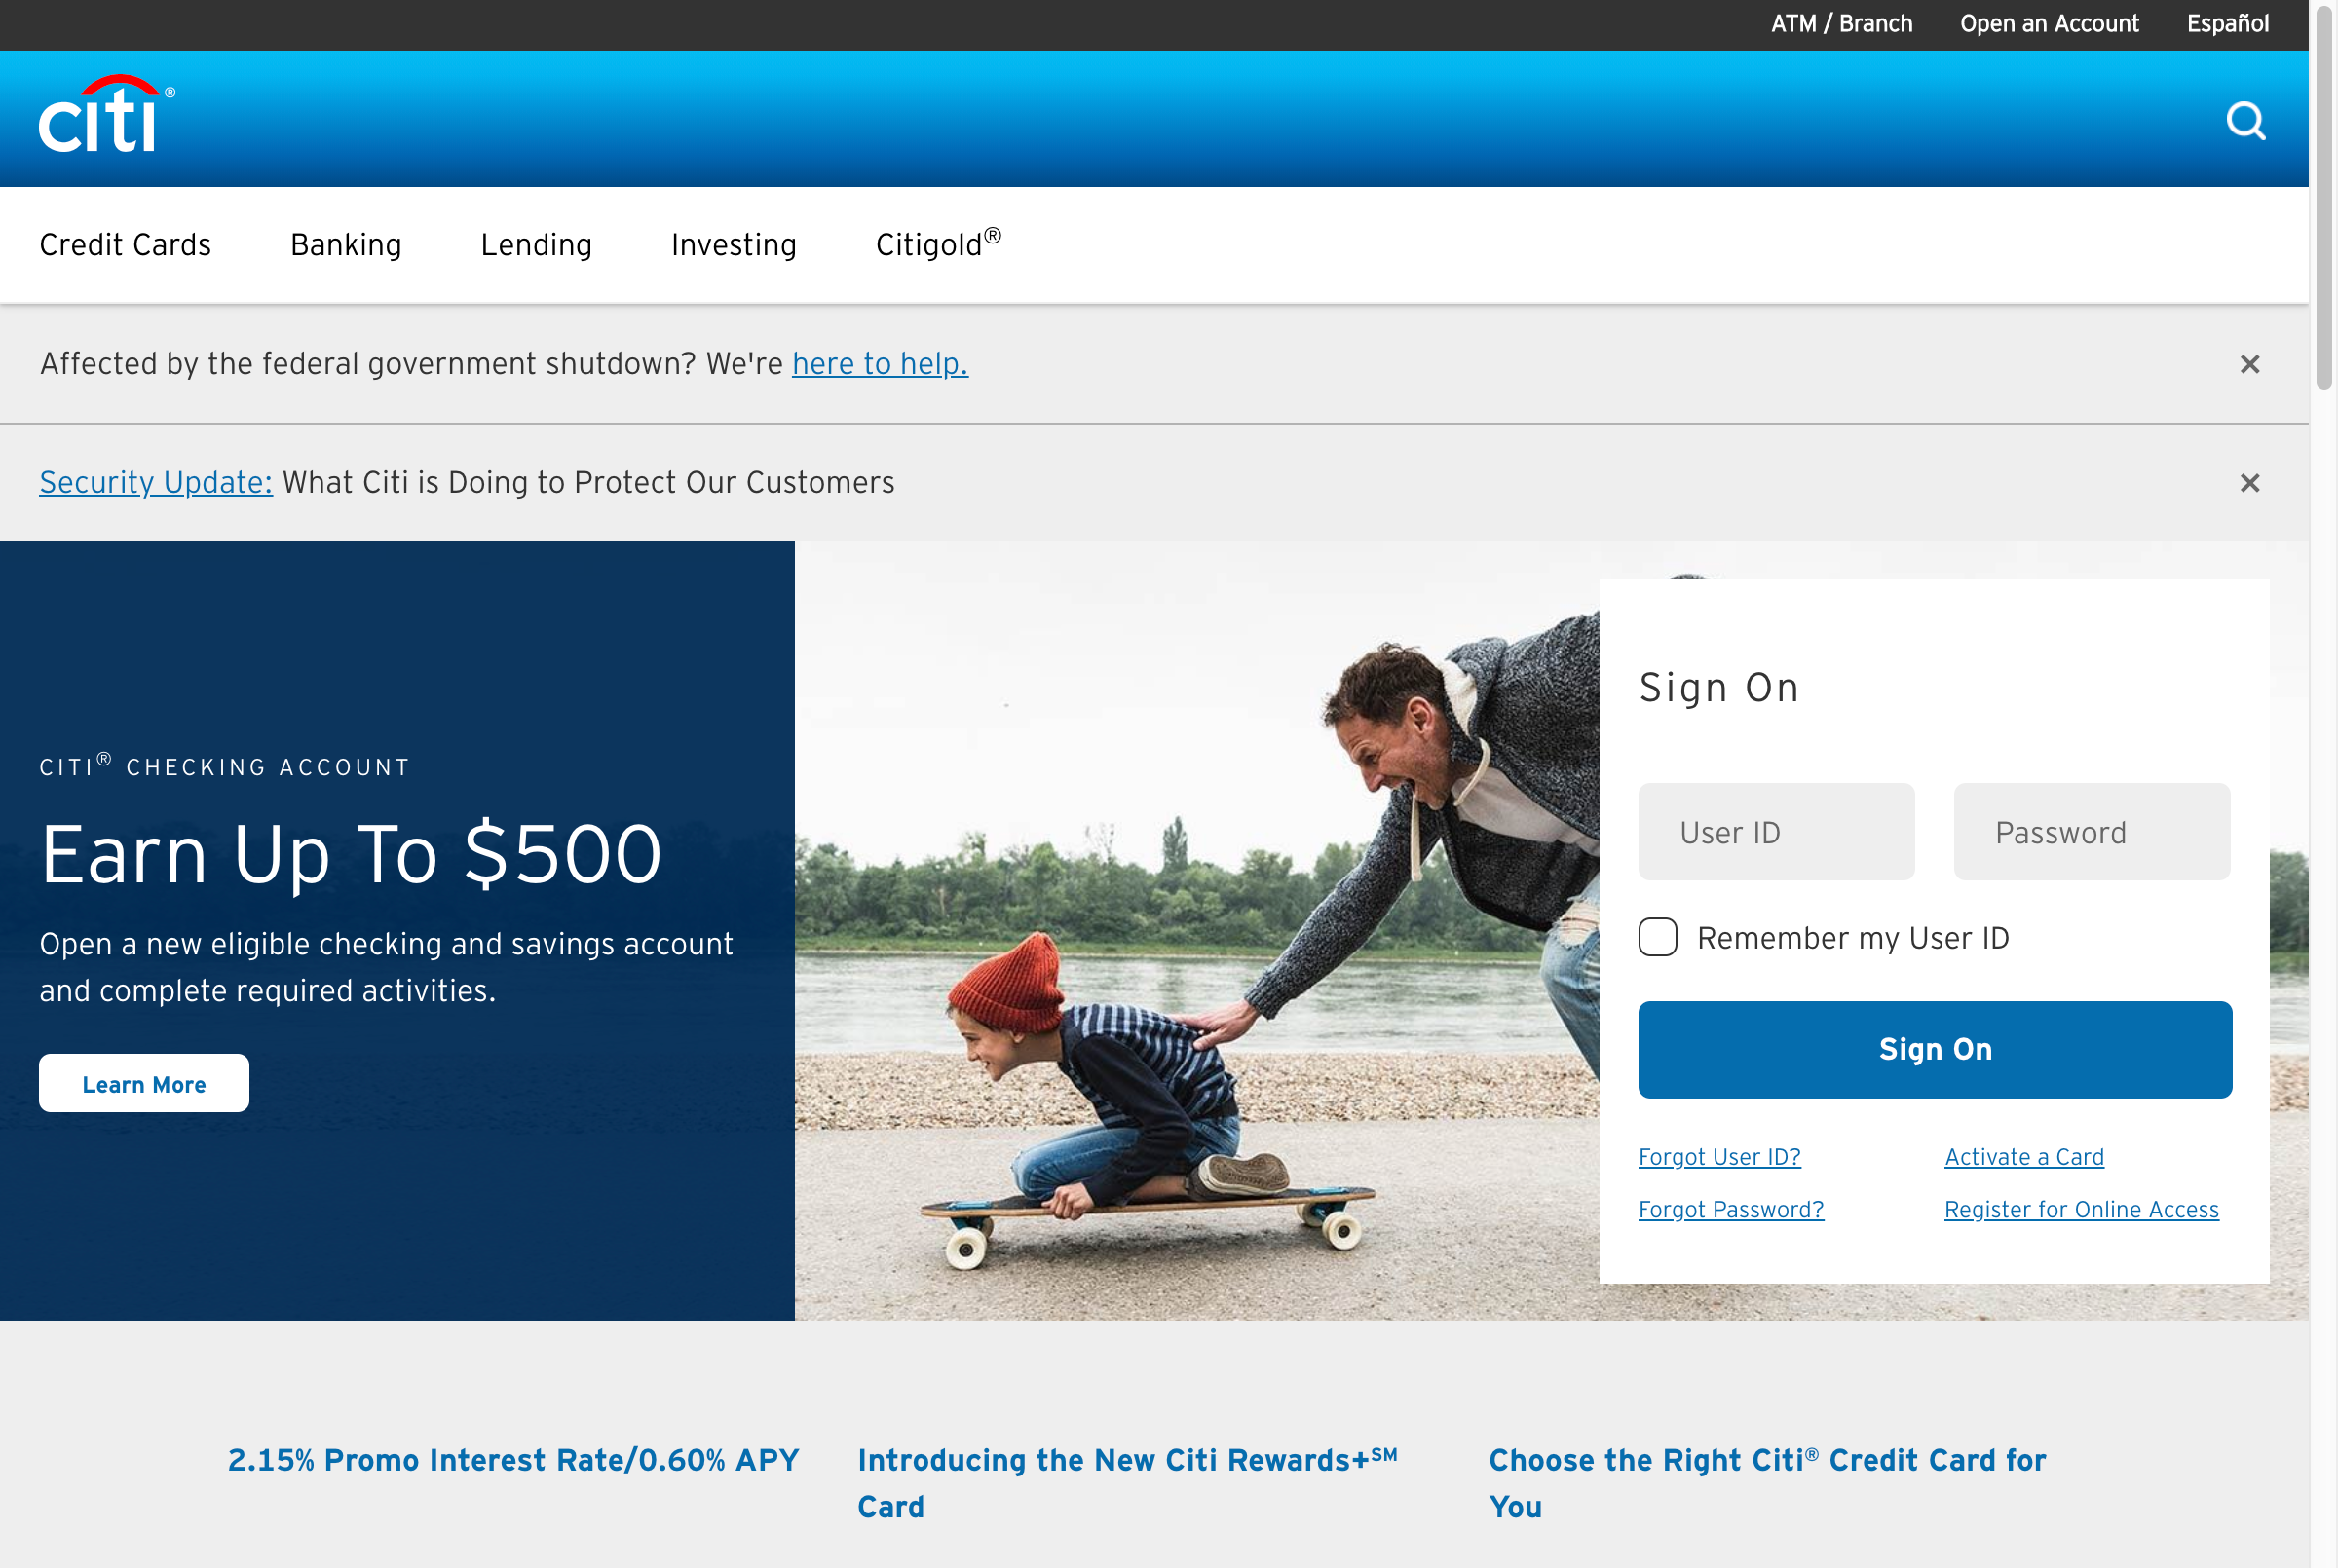 ATM / Branch Open an Account Español
citi®
Credit Cards Banking Lending Investing Citigold®
Affected by the federal government shutdown? We're here to help.
Security Update: What Citi is Doing to Protect Our Customers
CITI® CHECKING ACCOUNT
Earn Up To $500
Open a new eligible checking and savings account
and complete required activities.
Learn More
Sign On
User ID Password
Remember my User ID
Sign On
Forgot User ID? Activate a Card
Forgot Password? Register for Online Access
2.15% Promo Interest Rate/0.60% APY
Introducing the New Citi Rewards+℠
Card
Choose the Right Citi® Credit Card for
You